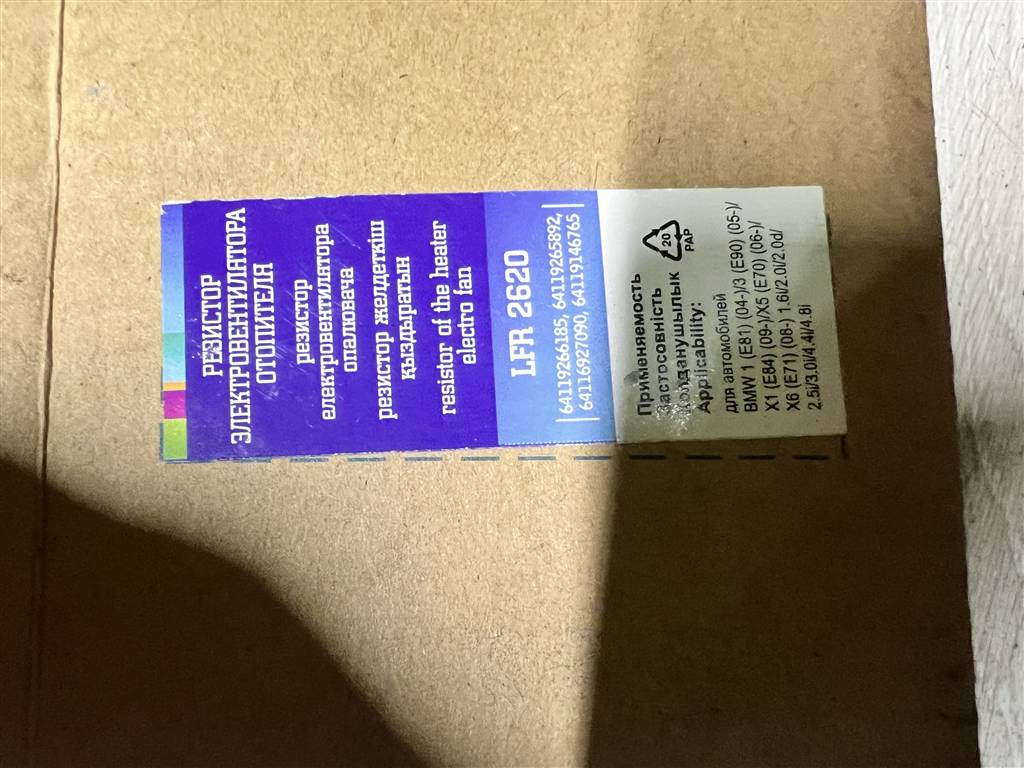 РЕЗИСТОР
ЭЛЕКТРОВЕНТИЛЯТОРА
ОТОПИТЕЛЯ
резистор
електровентилятора
опалювача
резистор желдеткіш
қыздыратын
resistor of the heater
electro fan
LFR 2620
64119266185, 64119265892,
64116927090, 64119146765
20
PAP
Применяемость
Застосовність
Қолданушылык
Applicability:
для автомобилей
BMW 1 (E81) (04-)/3 (E90) (05-)/
X1 (E84) (09-)/X5 (E70) (06-)/
X6 (E71) (08-) 1.6i/2.0i/2.0d/
2.5i/3.0i/4.4i/4.8i